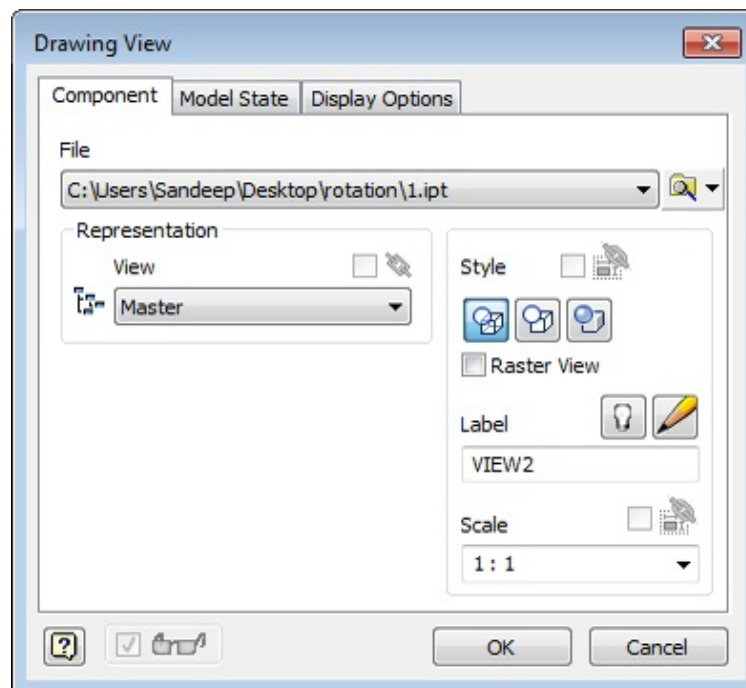 Drawing View
Component Model State Display Options
File
C:\Users\Sandeep\Desktop\rotation\1.ipt
Representation
View
Master
Style
Raster View
Label
VIEW2
Scale
1 : 1
OK Cancel